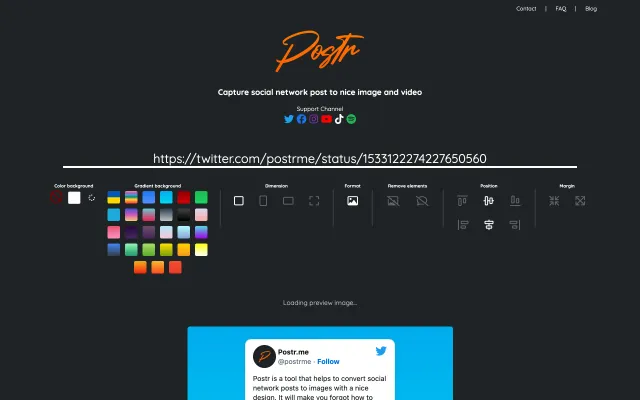 Contact | FAQ | Blog
Postr
Capture social network post to nice image and video
Support Channel
https://twitter.com/postrme/status/1533122274227650560
Color background
Gradient background
Dimension
Format
Remove elements
Position
Margin
Loading preview image...
Postr.me
@postrme · Follow
Postr is a tool that helps to convert social
network posts to images with a nice
design. It will make you forgot how to